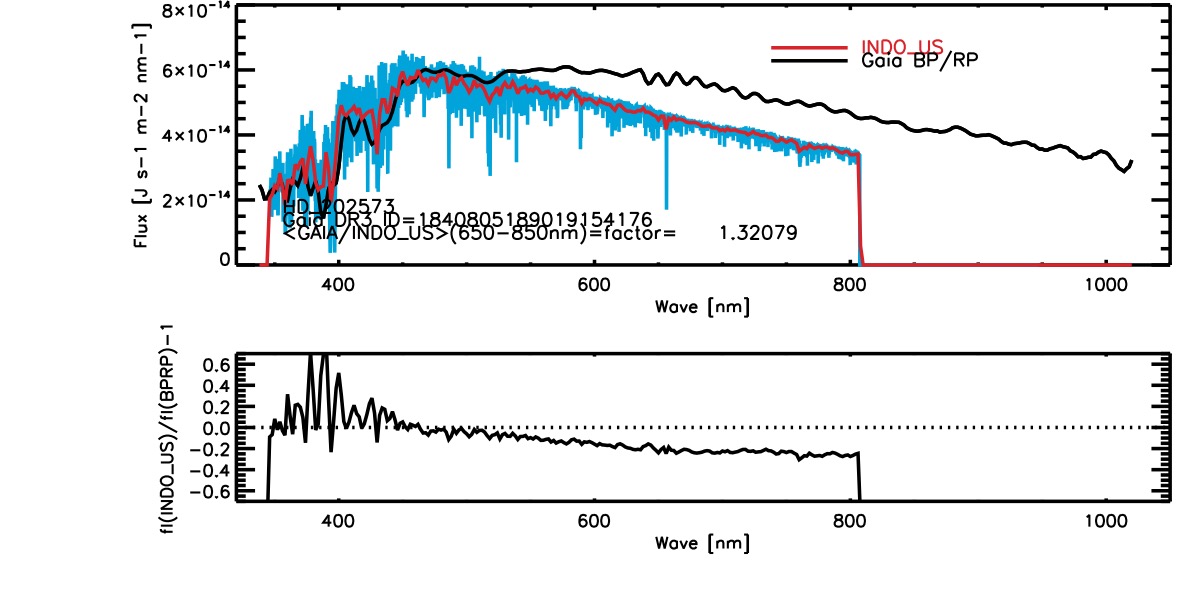 8×10⁻¹⁴
6×10⁻¹⁴
4×10⁻¹⁴
2×10⁻¹⁴
0
Flux [J s−1 m−2 nm−1]
INDO_US
Gaia BP/RP
HD_202573
Gaia DR3 ID=1840805189019154176
<GAIA/INDO_US>(650−850nm)=factor= 1.32079
400 600 800 1000
Wave [nm]
fl(INDO_US)/fl(BPRP)−1
0.6
0.4
0.2
0.0
−0.2
−0.4
−0.6
400 600 800 1000
Wave [nm]